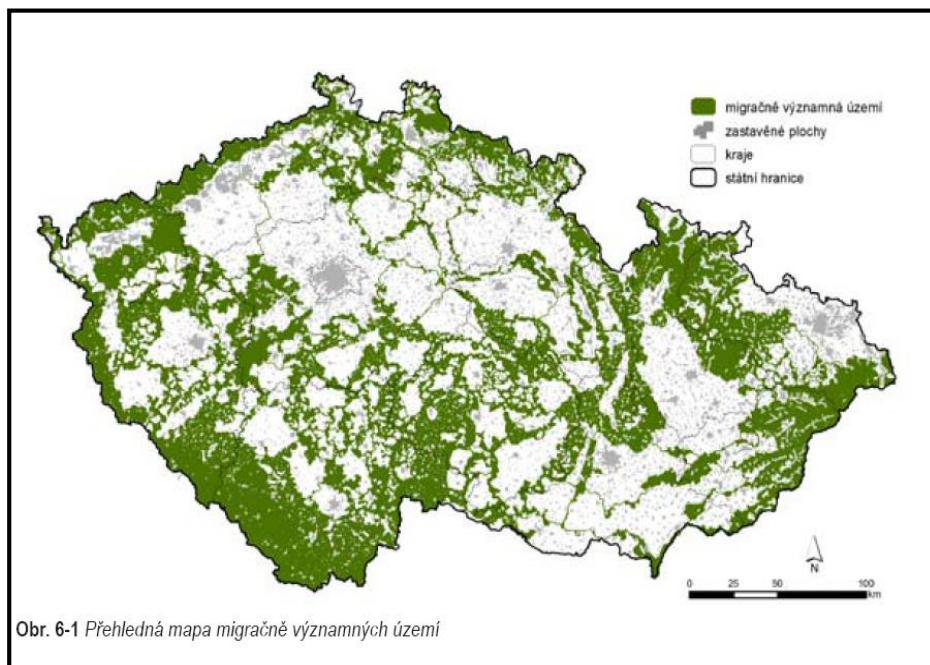 migračně významná území
zastavěné plochy
kraje
státní hranice
N
0 25 50 100
km
Obr. 6-1 Přehledná mapa migračně významných území